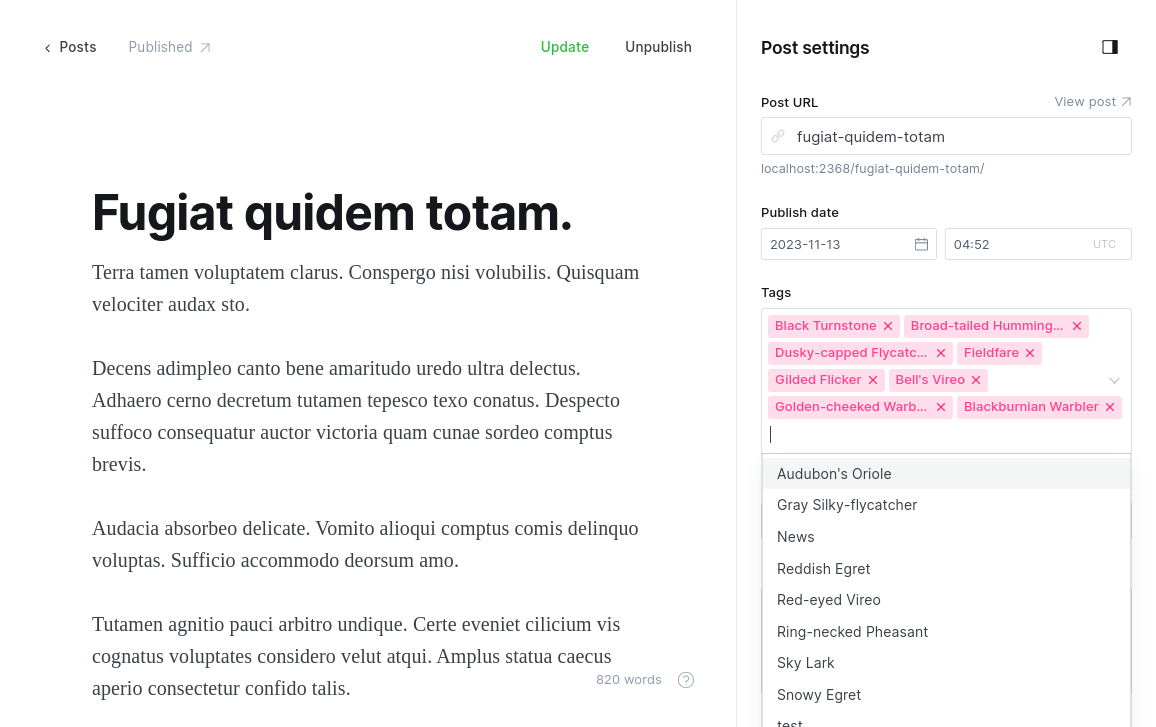 Posts
Published
Update
Unpublish
Fugiat quidem totam.
Terra tamen voluptatem clarus. Conspergo nisi volubilis. Quisquam
velociter audax sto.
Decens adimpleo canto bene amaritudo uredo ultra delectus.
Adhaero cerno decretum tutamen tepesco texo conatus. Despecto
suffoco consequatur auctor victoria quam cunae sordeo comptus
brevis.
Audacia absorbeo delicate. Vomito alioqui comptus comis delinquo
voluptas. Sufficio accommodo deorsum amo.
Tutamen agnitio pauci arbitro undique. Certe eveniet cilicium vis
cognatus voluptates considero velut atqui. Amplus statua caecus
aperio consectetur confido talis.
820 words
?
Post settings
Post URL
View post
fugiat-quidem-totam
localhost:2368/fugiat-quidem-totam/
Publish date
2023-11-13
04:52
UTC
Tags
Black Turnstone
Broad-tailed Humming...
Dusky-capped Flycatc...
Fieldfare
Gilded Flicker
Bell's Vireo
Golden-cheeked Warb...
Blackburnian Warbler
Audubon's Oriole
Gray Silky-flycatcher
News
Reddish Egret
Red-eyed Vireo
Ring-necked Pheasant
Sky Lark
Snowy Egret
test